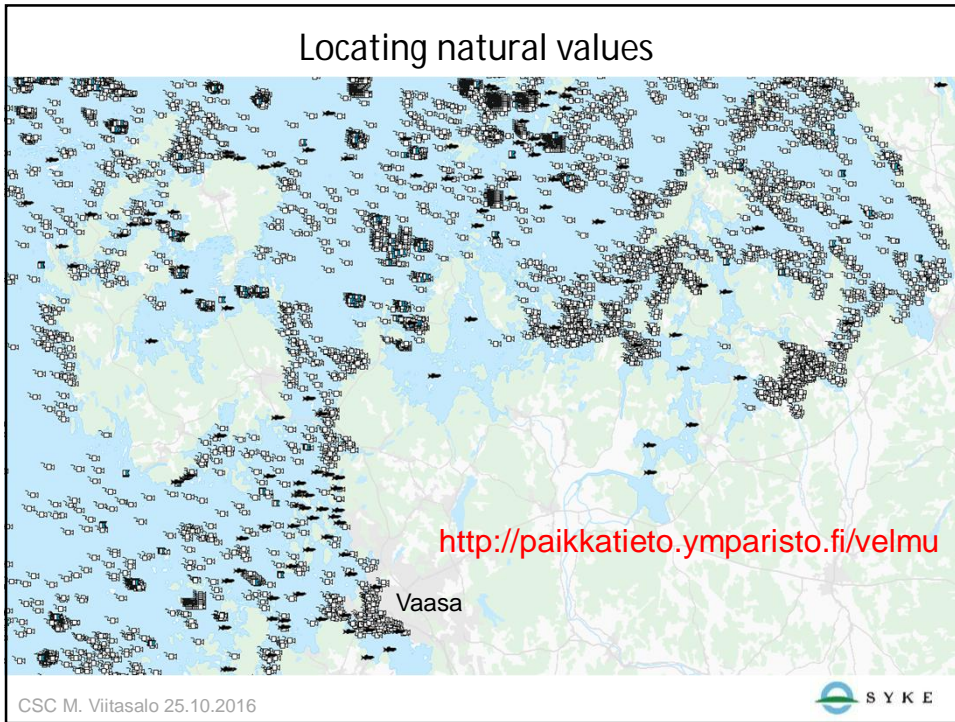 Locating natural values
http://paikkatieto.ymparisto.fi/velmu
Vaasa
CSC M. Viitasalo 25.10.2016
SYKE